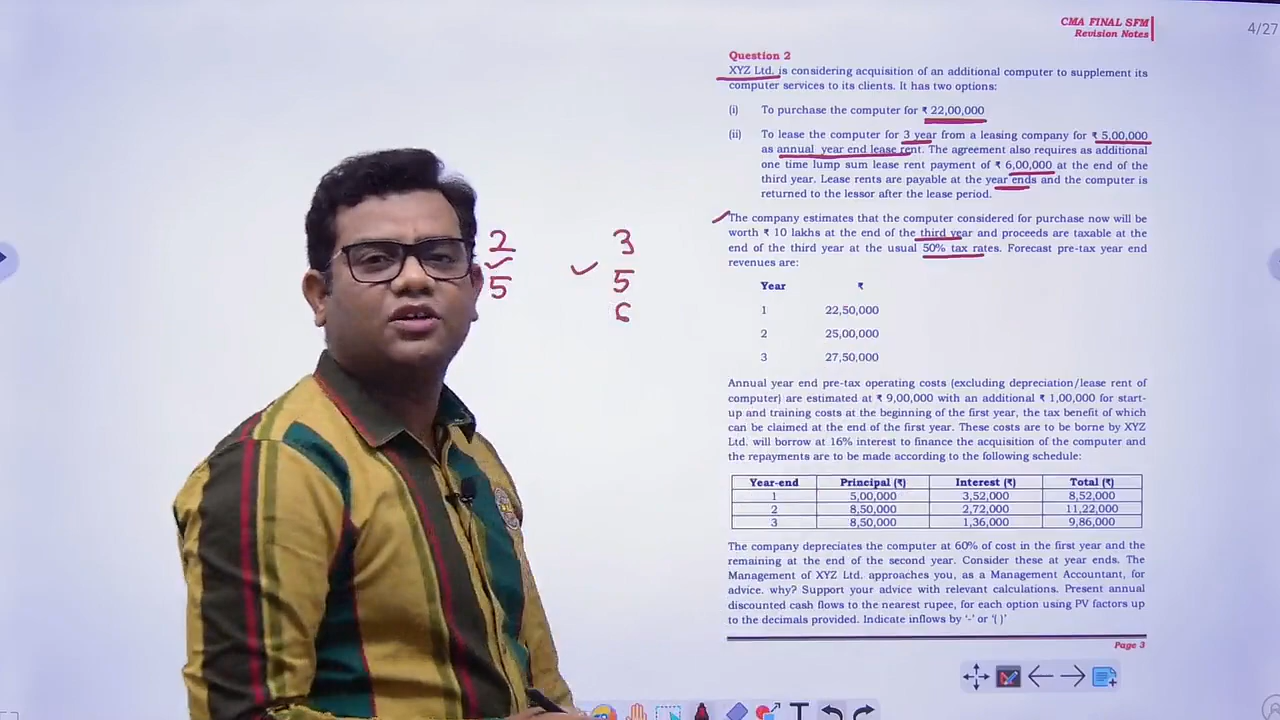 CMA FINAL SFM
Revision Notes
4/27
Question 2
XYZ Ltd. is considering acquisition of an additional computer to supplement its
computer services to its clients. It has two options:
(i) To purchase the computer for ₹ 22,00,000
(ii) To lease the computer for 3 year from a leasing company for ₹ 5,00,000
as annual year end lease rent. The agreement also requires as additional
one time lump sum lease rent payment of ₹ 6,00,000 at the end of the
third year. Lease rents are payable at the year ends and the computer is
returned to the lessor after the lease period.
The company estimates that the computer considered for purchase now will be
worth ₹ 10 lakhs at the end of the third year and proceeds are taxable at the
end of the third year at the usual 50% tax rates. Forecast pre-tax year end
revenues are:
Year ₹
1 22,50,000
2 25,00,000
3 27,50,000
Annual year end pre-tax operating costs (excluding depreciation/lease rent of
computer) are estimated at ₹ 9,00,000 with an additional ₹ 1,00,000 for start-
up and training costs at the beginning of the first year, the tax benefit of which
can be claimed at the end of the first year. These costs are to be borne by XYZ
Ltd. will borrow at 16% interest to finance the acquisition of the computer and
the repayments are to be made according to the following schedule:
Year-end Principal (₹) Interest (₹) Total (₹)
1 5,00,000 3,52,000 8,52,000
2 8,50,000 2,72,000 11,22,000
3 8,50,000 1,36,000 9,86,000
The company depreciates the computer at 60% of cost in the first year and the
remaining at the end of the second year. Consider these at year ends. The
Management of XYZ Ltd. approaches you, as a Management Accountant, for
advice. why? Support your advice with relevant calculations. Present annual
discounted cash flows to the nearest rupee, for each option using PV factors up
to the decimals provided. Indicate inflows by '-' or '( )'
Page 3
2 3
5 5
6
T